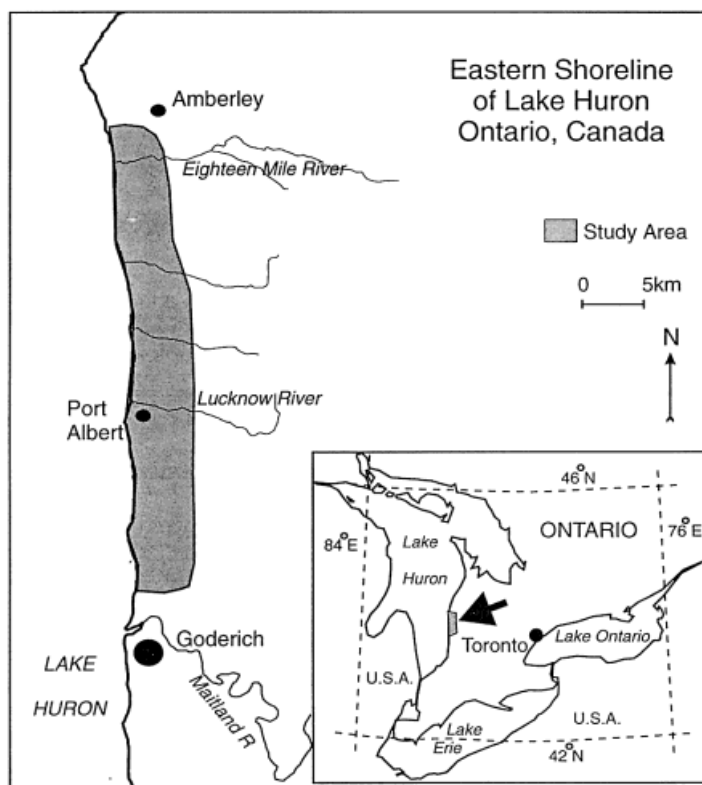 Eastern Shoreline
of Lake Huron
Ontario, Canada
Amberley
Eighteen Mile River
Study Area
0 5km
N
Lucknow River
Port
Albert
Goderich
Maitland R
LAKE
HURON
46°N
84°E
76°E
ONTARIO
Lake
Huron
Toronto
Lake Ontario
U.S.A.
Lake
Erie
U.S.A.
42°N